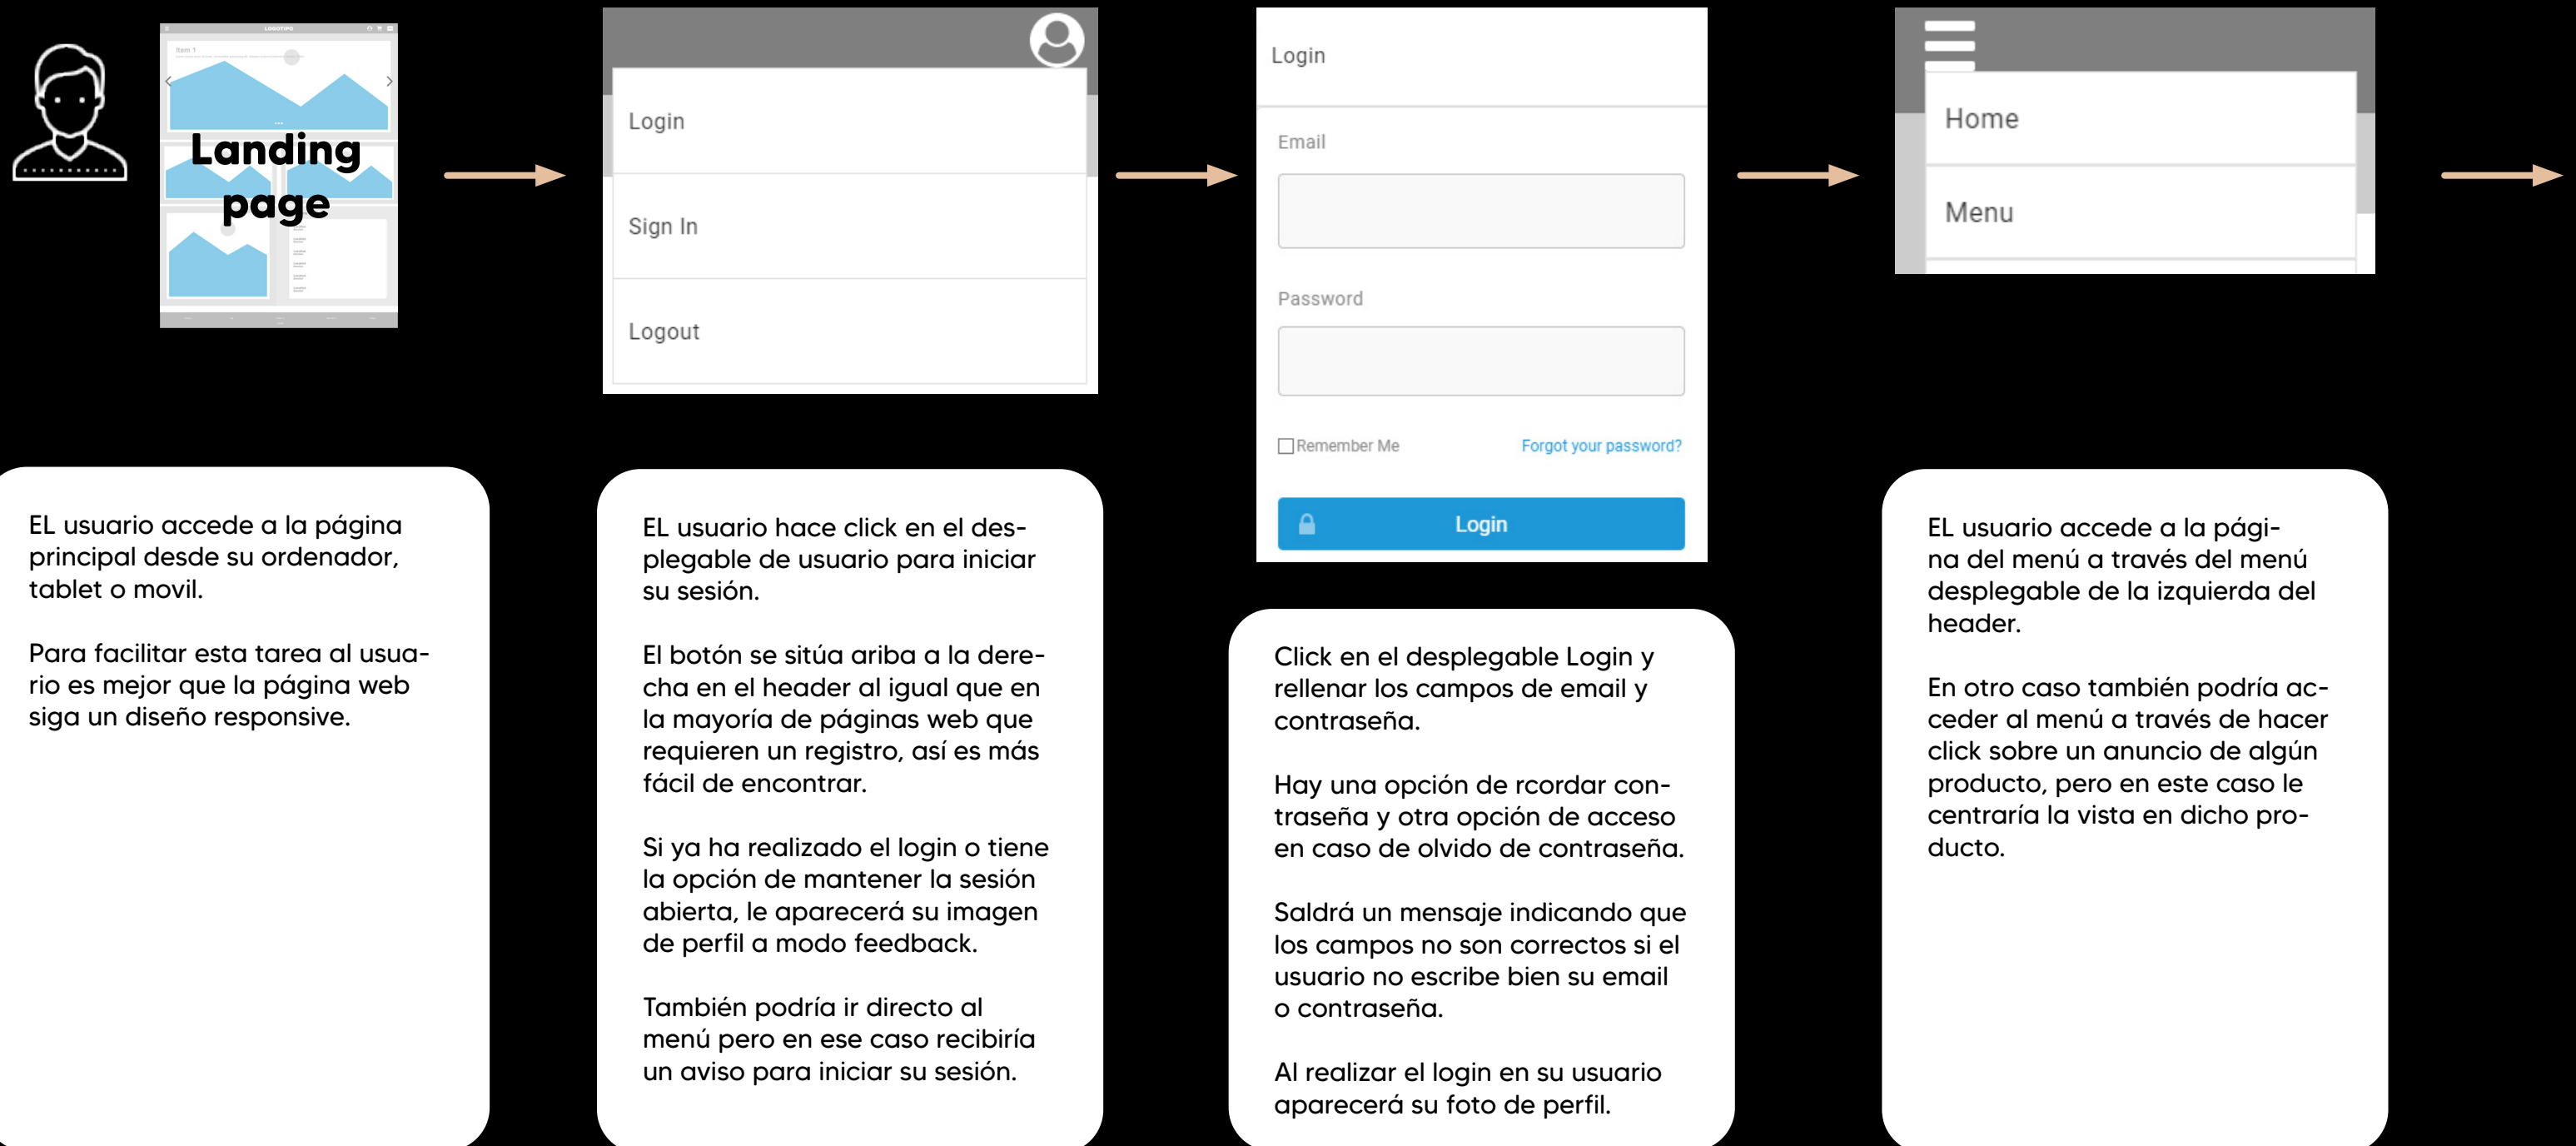 LOGOTIPO
Item 1
Landing
page
Login
Sign In
Logout
Login
Email
Password
Remember Me
Forgot your password?
Login
Home
Menu
EL usuario accede a la página
principal desde su ordenador,
tablet o movil.
Para facilitar esta tarea al usua-
rio es mejor que la página web
siga un diseño responsive.
EL usuario hace click en el des-
plegable de usuario para iniciar
su sesión.
El botón se sitúa ariba a la dere-
cha en el header al igual que en
la mayoría de páginas web que
requieren un registro, así es más
fácil de encontrar.
Si ya ha realizado el login o tiene
la opción de mantener la sesión
abierta, le aparecerá su imagen
de perfil a modo feedback.
También podría ir directo al
menú pero en ese caso recibiría
un aviso para iniciar su sesión.
Click en el desplegable Login y
rellenar los campos de email y
contraseña.
Hay una opción de rcordar con-
traseña y otra opción de acceso
en caso de olvido de contraseña.
Saldrá un mensaje indicando que
los campos no son correctos si el
usuario no escribe bien su email
o contraseña.
Al realizar el login en su usuario
aparecerá su foto de perfil.
EL usuario accede a la pági-
na del menú a través del menú
desplegable de la izquierda del
header.
En otro caso también podría ac-
ceder al menú a través de hacer
click sobre un anuncio de algún
producto, pero en este caso le
centraría la vista en dicho pro-
ducto.